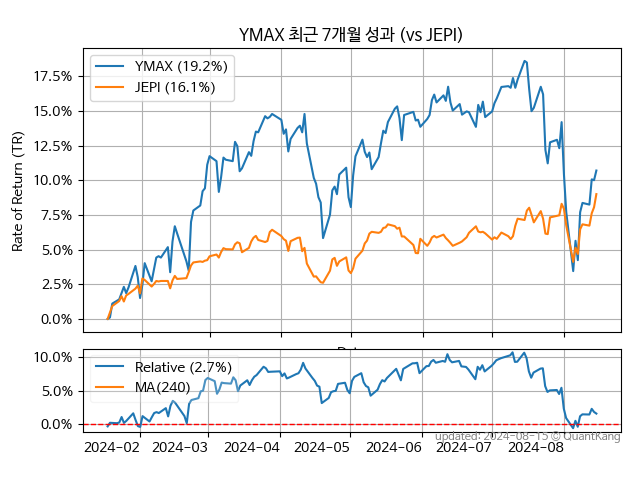 YMAX 최근 7개월 성과 (vs JEPI)
YMAX (19.2%)
JEPI (16.1%)
Rate of Return (TR)
17.5%
15.0%
12.5%
10.0%
7.5%
5.0%
2.5%
0.0%
Relative (2.7%)
MA(240)
10.0%
5.0%
0.0%
2024-02
2024-03
2024-04
2024-05
2024-06
2024-07
2024-08
updated: 2024-08-15 © QuantKang